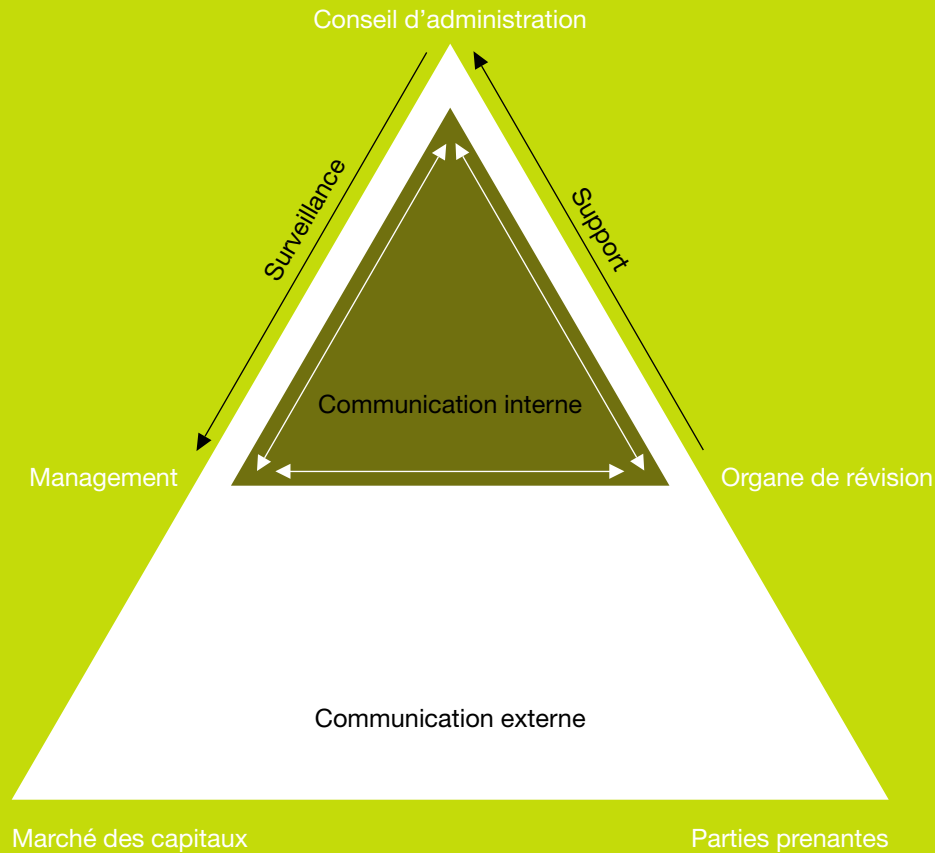 Conseil d’administration
Surveillance
Support
Communication interne
Management
Organe de révision
Communication externe
Marché des capitaux
Parties prenantes